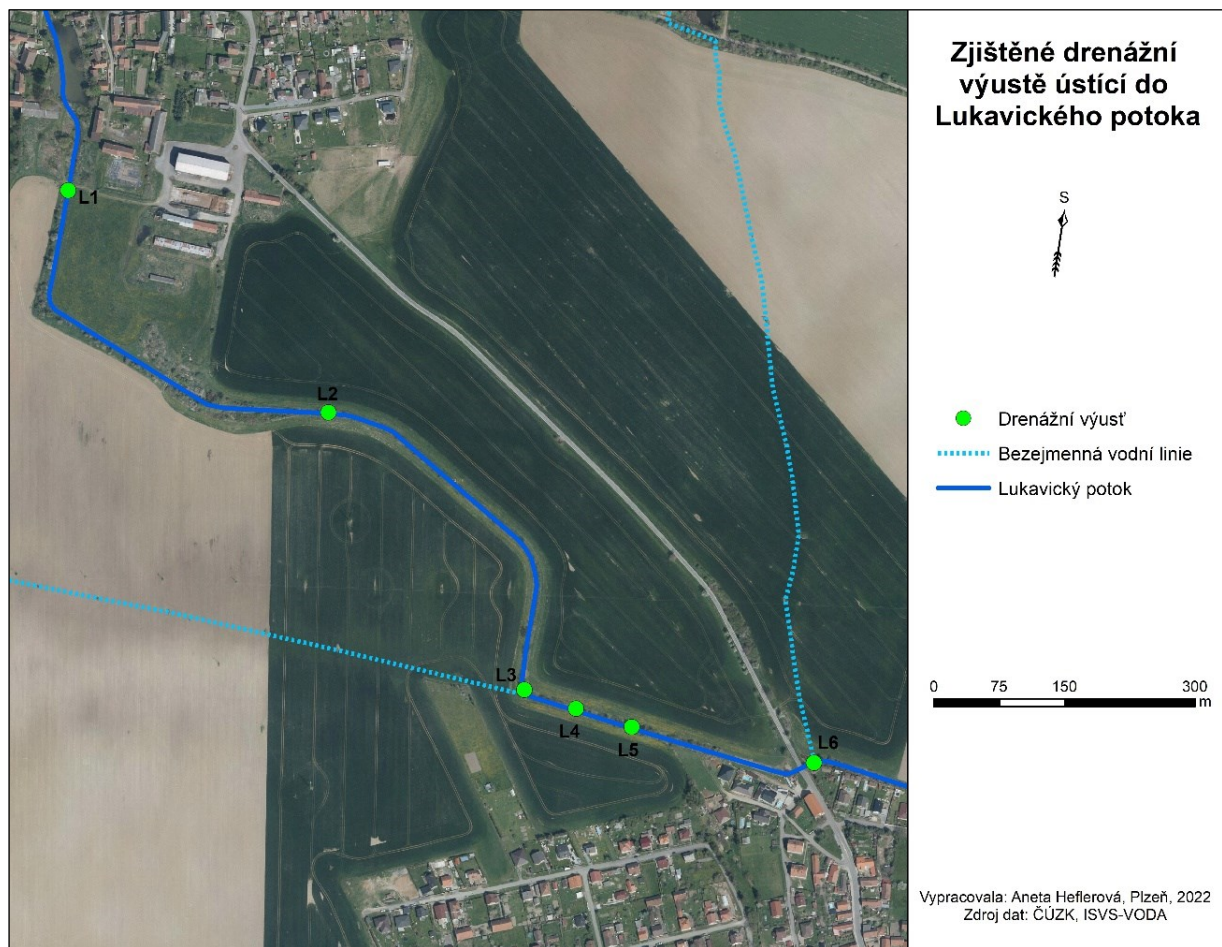 Zjištěné drenážní
výustě ústící do
Lukavického potoka
S
L1
L2
L3
L4
L5
L6
Drenážní výusť
Bezejmenná vodní linie
Lukavický potok
0 75 150 300
m
Vypracovala: Aneta Heflerová, Plzeň, 2022
Zdroj dat: ČÚZK, ISVS-VODA